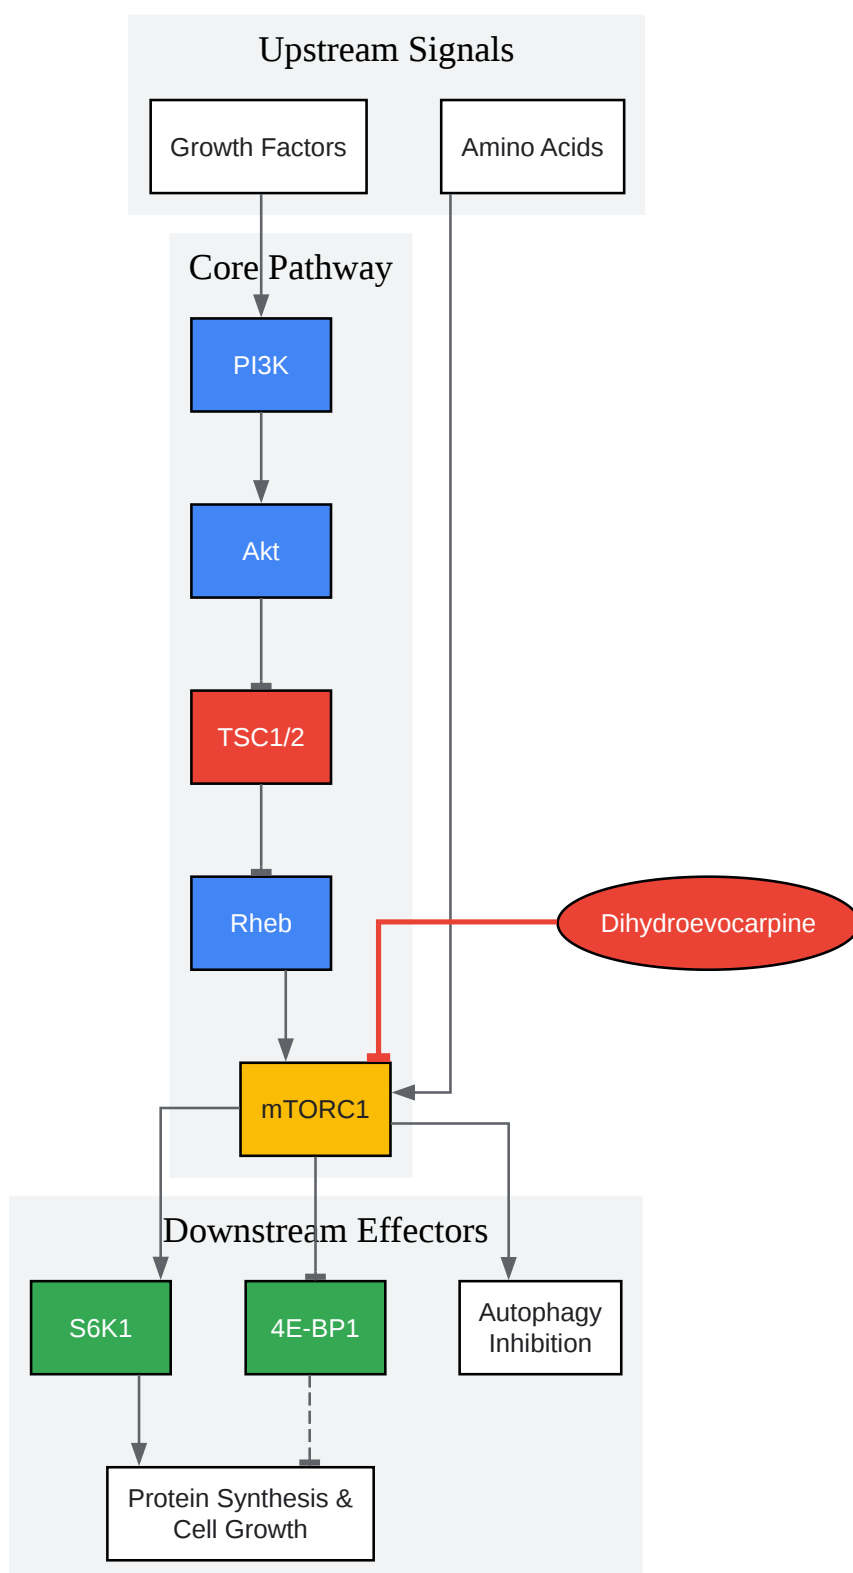 Upstream Signals
Growth Factors
Amino Acids
Core Pathway
PI3K
Akt
TSC1/2
Rheb
Dihydroevocarpine
mTORC1
Downstream Effectors
S6K1
4E-BP1
Autophagy
Inhibition
Protein Synthesis &
Cell Growth